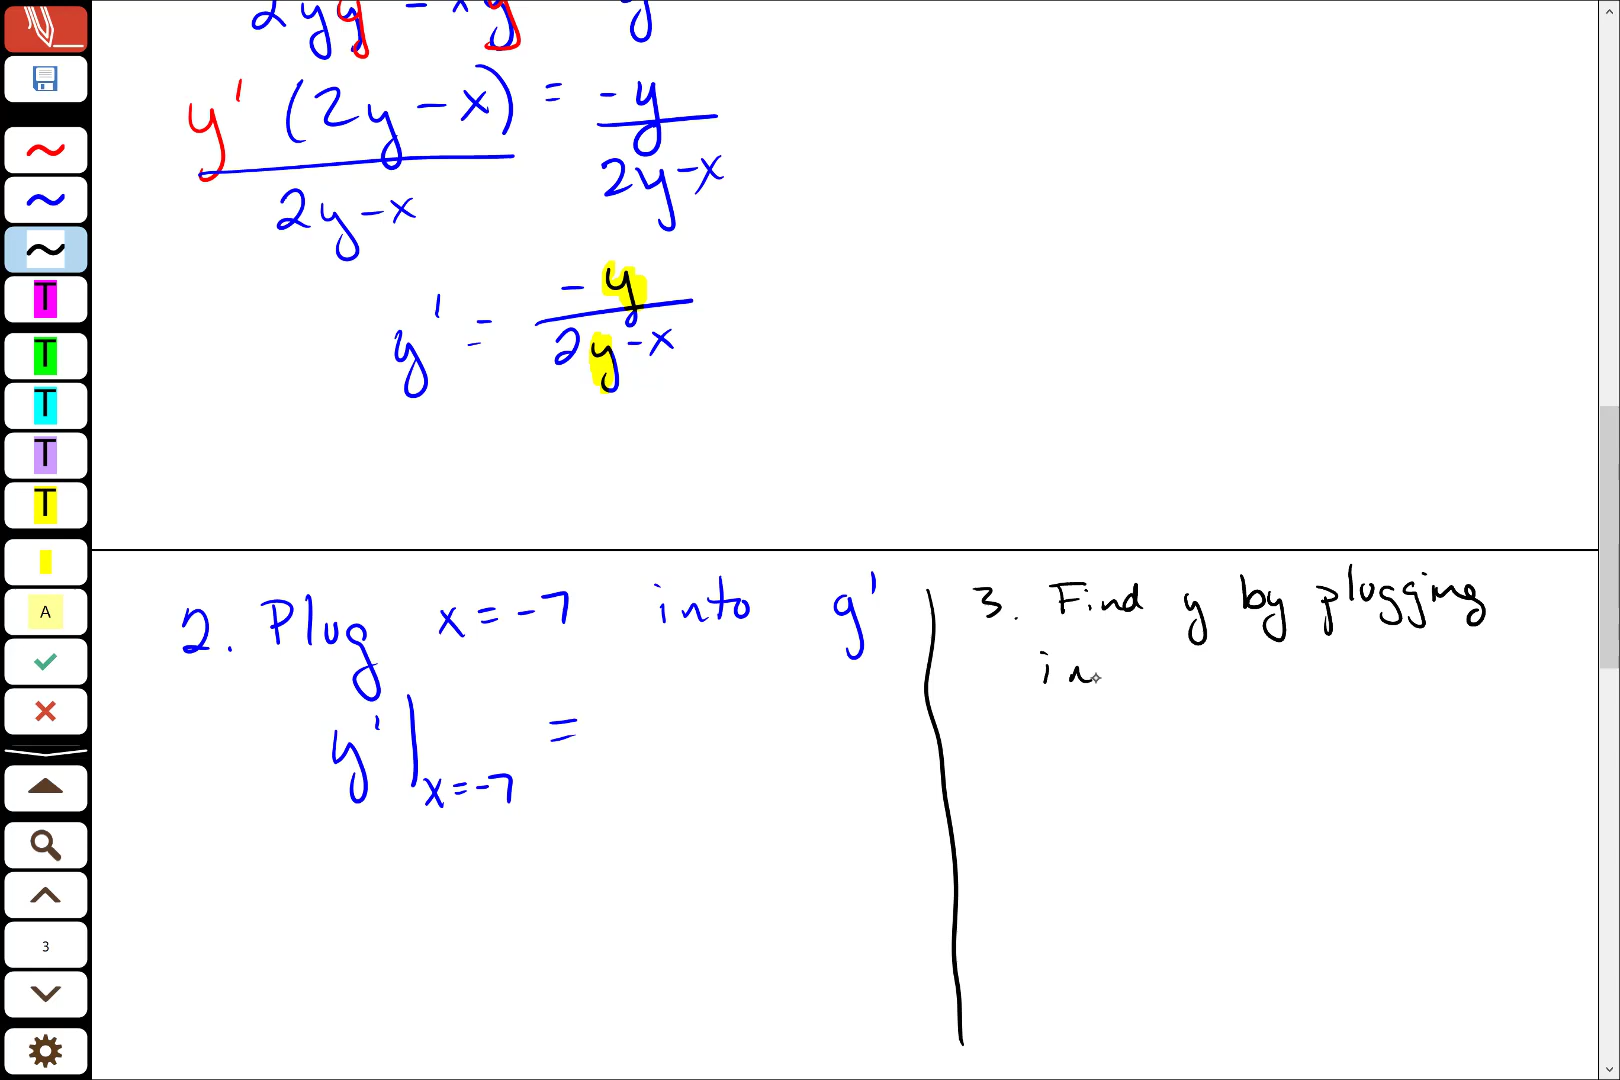 y' (2y-x) = -y
2y-x 2y-x
y' = -y
2y-x
2. Plug x=-7 into y'
y' | x=-7 =
3. Find y by plugging
in
T
T
T
T
T
A
3